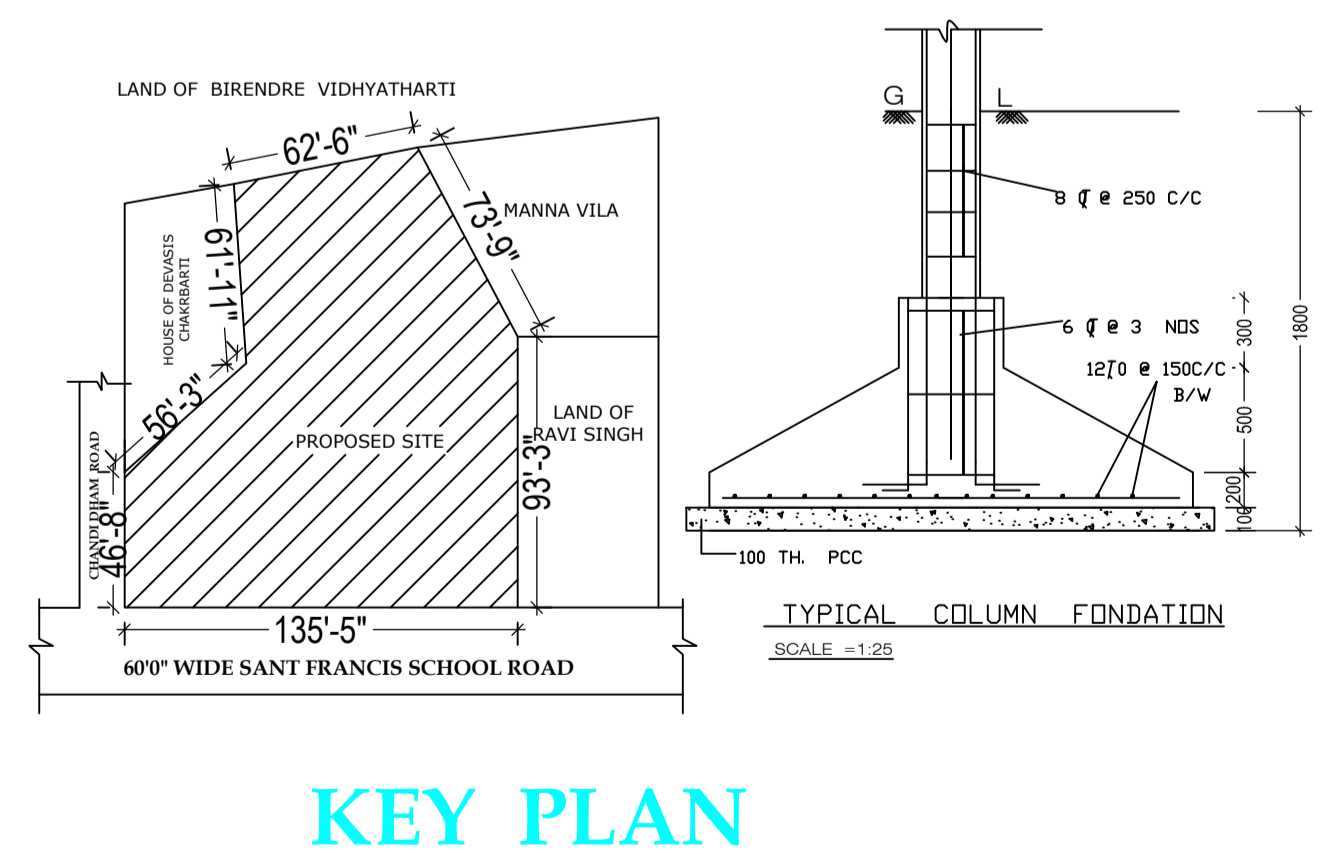 LAND OF BIRENDRE VIDHYATHARTI
62'-6"
73'-9"
MANNA VILA
61'-11"
HOUSE OF DEVASIS
CHAKRBARTI
56'-3"
PROPOSED SITE
LAND OF
RAVI SINGH
93'-3"
CHANDI DHAM ROAD
46'-8"
135'-5"
60'0" WIDE SANT FRANCIS SCHOOL ROAD
KEY PLAN
G L
8 @ 250 C/C
6 @ 3 NOS
@ 150C/C
B/W
300
500
200
100
1800
100 TH. PCC
TYPICAL COLUMN FONDATION
SCALE =1:25